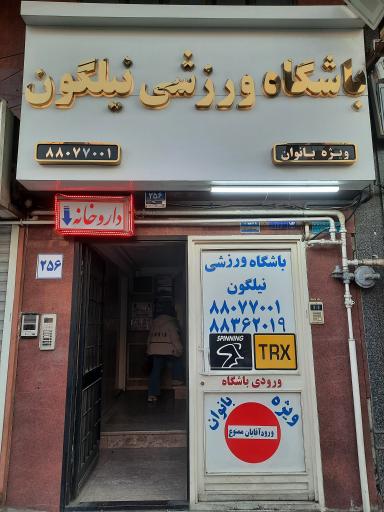 باشگاه ورزشی نیلگون
ویژه بانوان
۸۸۰۷۷۰۰۱
۲۵۶
داروخانه
۲۵۶
باشگاه ورزشی
نیلگون
۸۸۰۷۷۰۰۱
۸۸۳۶۲۰۱۹
SPINNING
TRX
ورودی باشگاه
ویژه بانوان
ورود آقایان ممنوع